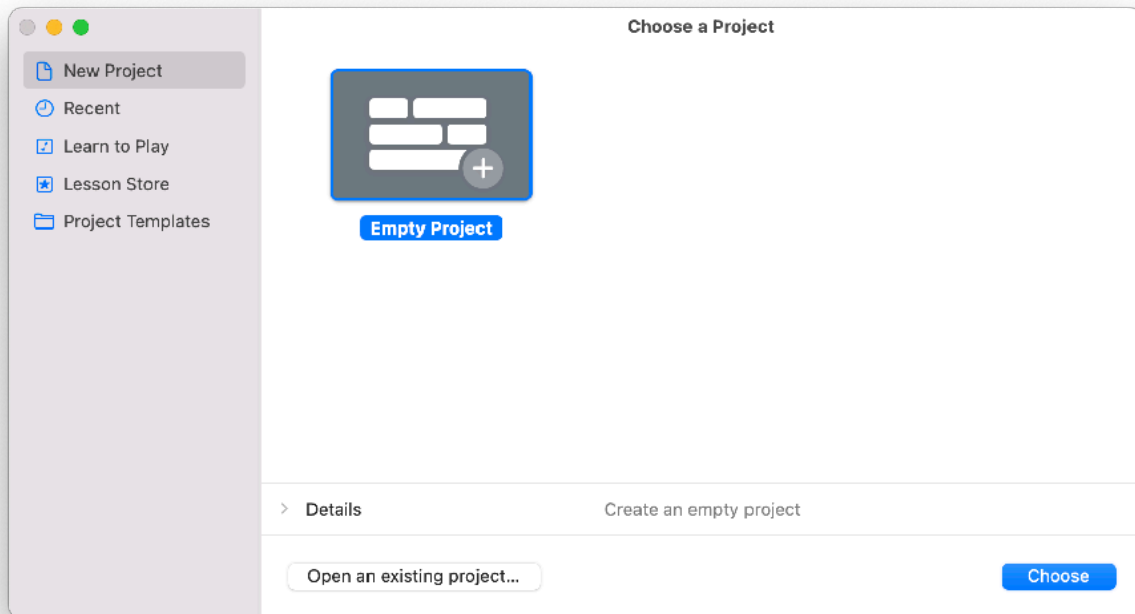 Choose a Project
New Project
Recent
Learn to Play
Lesson Store
Project Templates
Empty Project
Details
Create an empty project
Open an existing project...
Choose